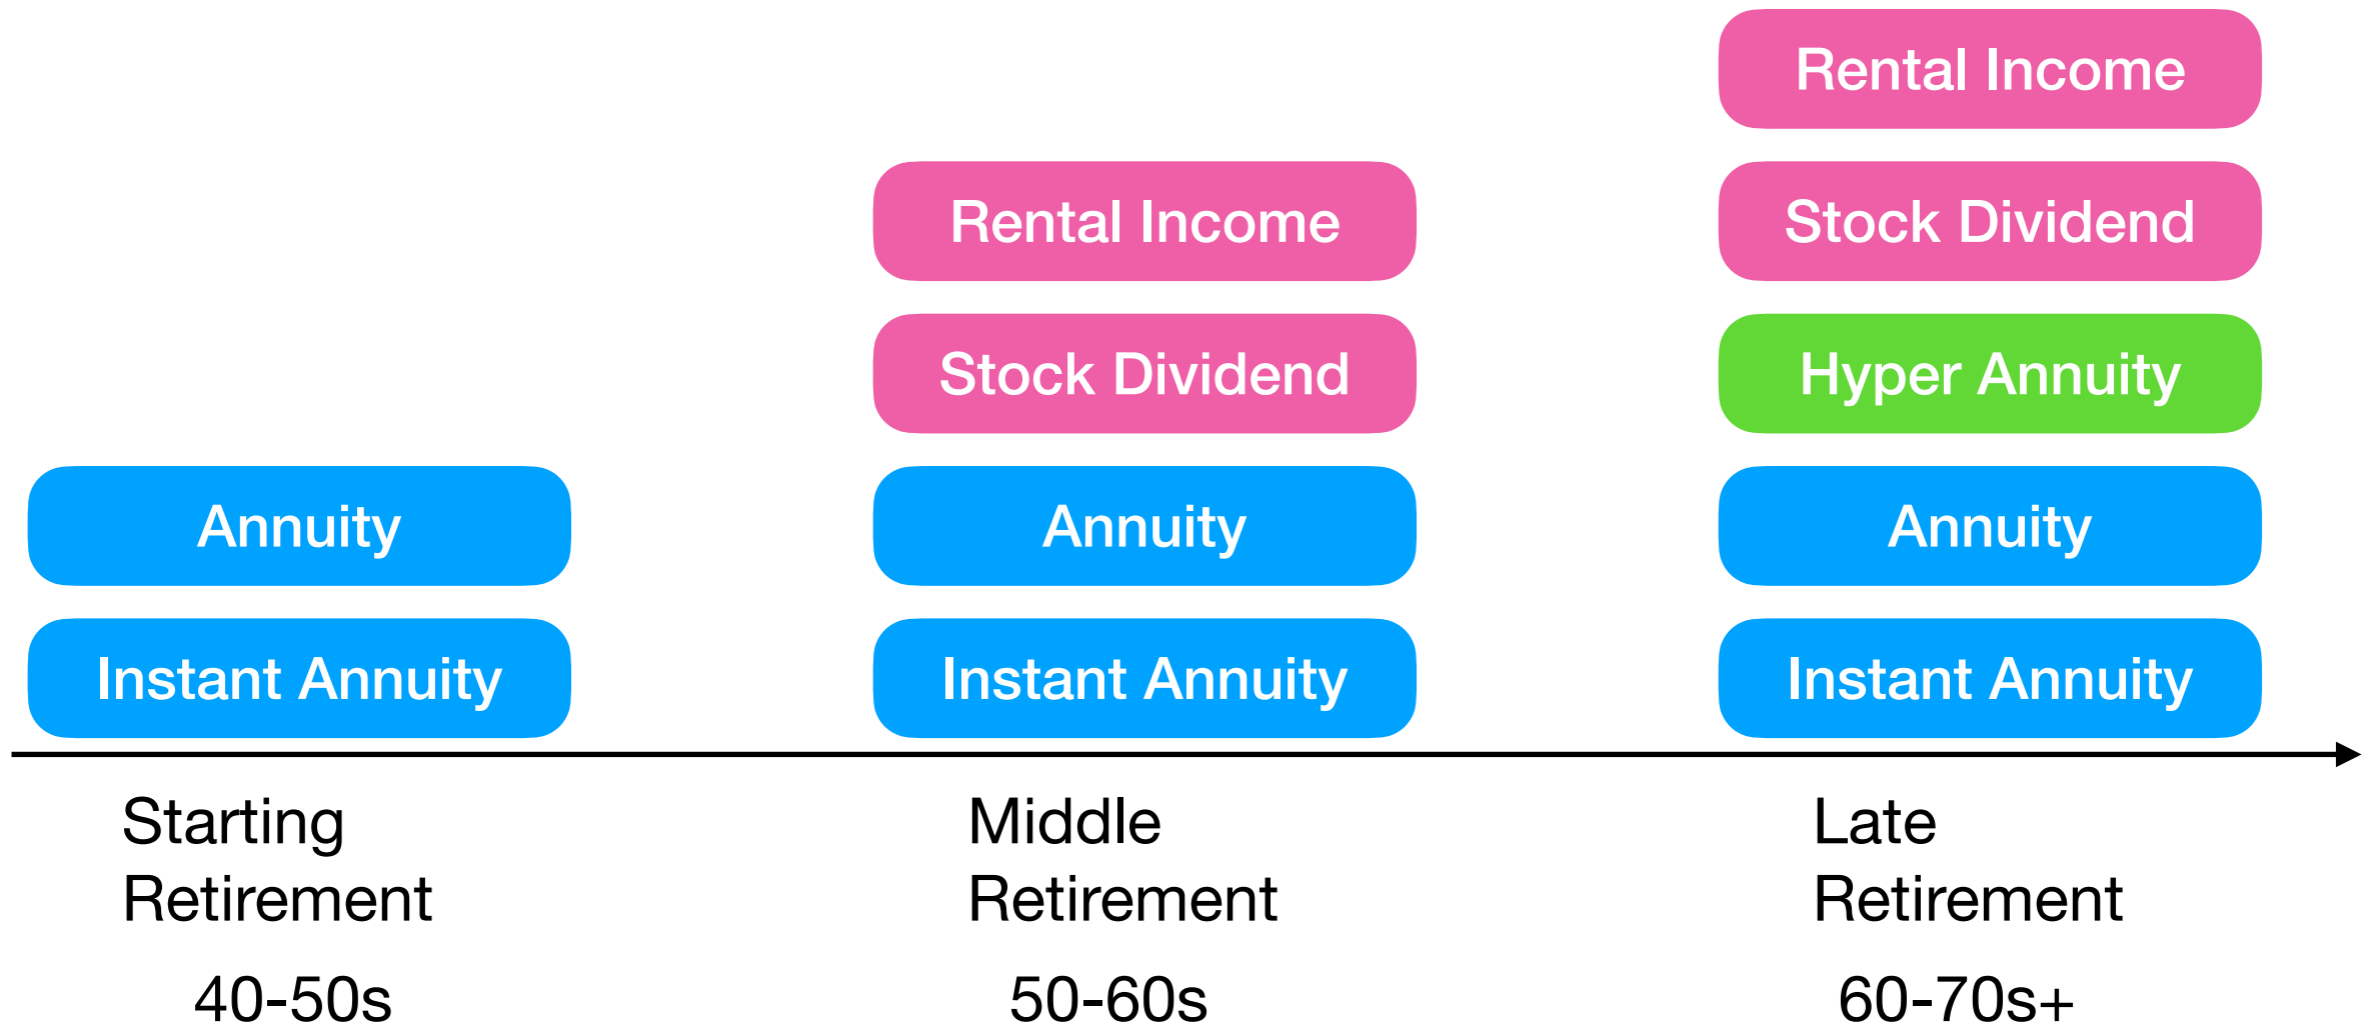 Rental Income
Rental Income
Stock Dividend
Stock Dividend
Hyper Annuity
Annuity
Annuity
Annuity
Instant Annuity
Instant Annuity
Instant Annuity
Starting
Retirement
40-50s
Middle
Retirement
50-60s
Late
Retirement
60-70s+